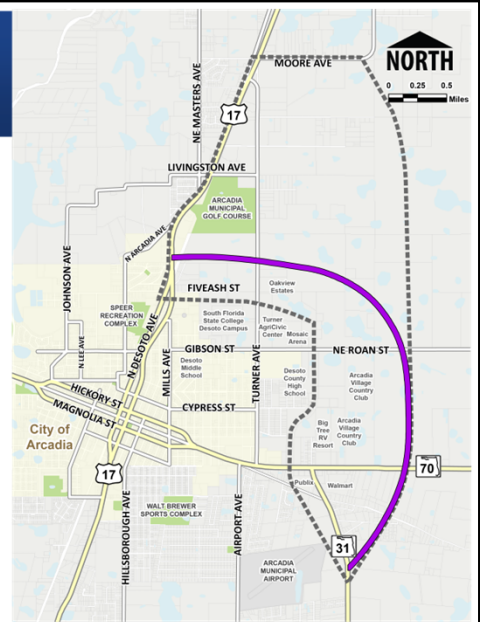 MOORE AVE
NORTH
0 0.25 0.5
Miles
NE MASTERS AVE
17
LIVINGSTON AVE
ARCADIA
MUNICIPAL
GOLF COURSE
N ARCADIA AVE
JOHNSON AVE
FIVEASH ST
Oakview
Estates
SPEER
RECREATION
COMPLEX
South Florida
State College
Desoto Campus
Turner
AgriCivic
Center
Mosaic
Arena
N LEE AVE
N DESOTO AVE
MILLS AVE
GIBSON ST
TURNER AVE
NE ROAN ST
Desoto
Middle
School
Desoto
County
High
School
Arcadia
Village
Country
Club
HICKORY ST
MAGNOLIA ST
CYPRESS ST
City of
Arcadia
Big
Tree
RV
Resort
Arcadia
Village
Country
Club
17
70
Publix
Walmart
HILLSBOROUGH AVE
WALT BREWER
SPORTS COMPLEX
AIRPORT AVE
31
ARCADIA
MUNICIPAL
AIRPORT